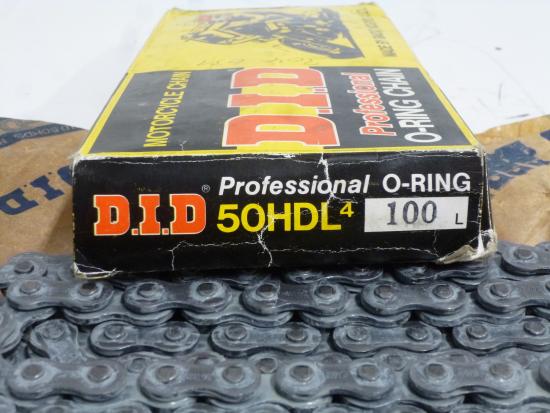 MOTORCYCLE CHAIN
D.I.D
Professional
O-RING CHAIN
D.I.D® Professional O-RING
50HDL4 100 L